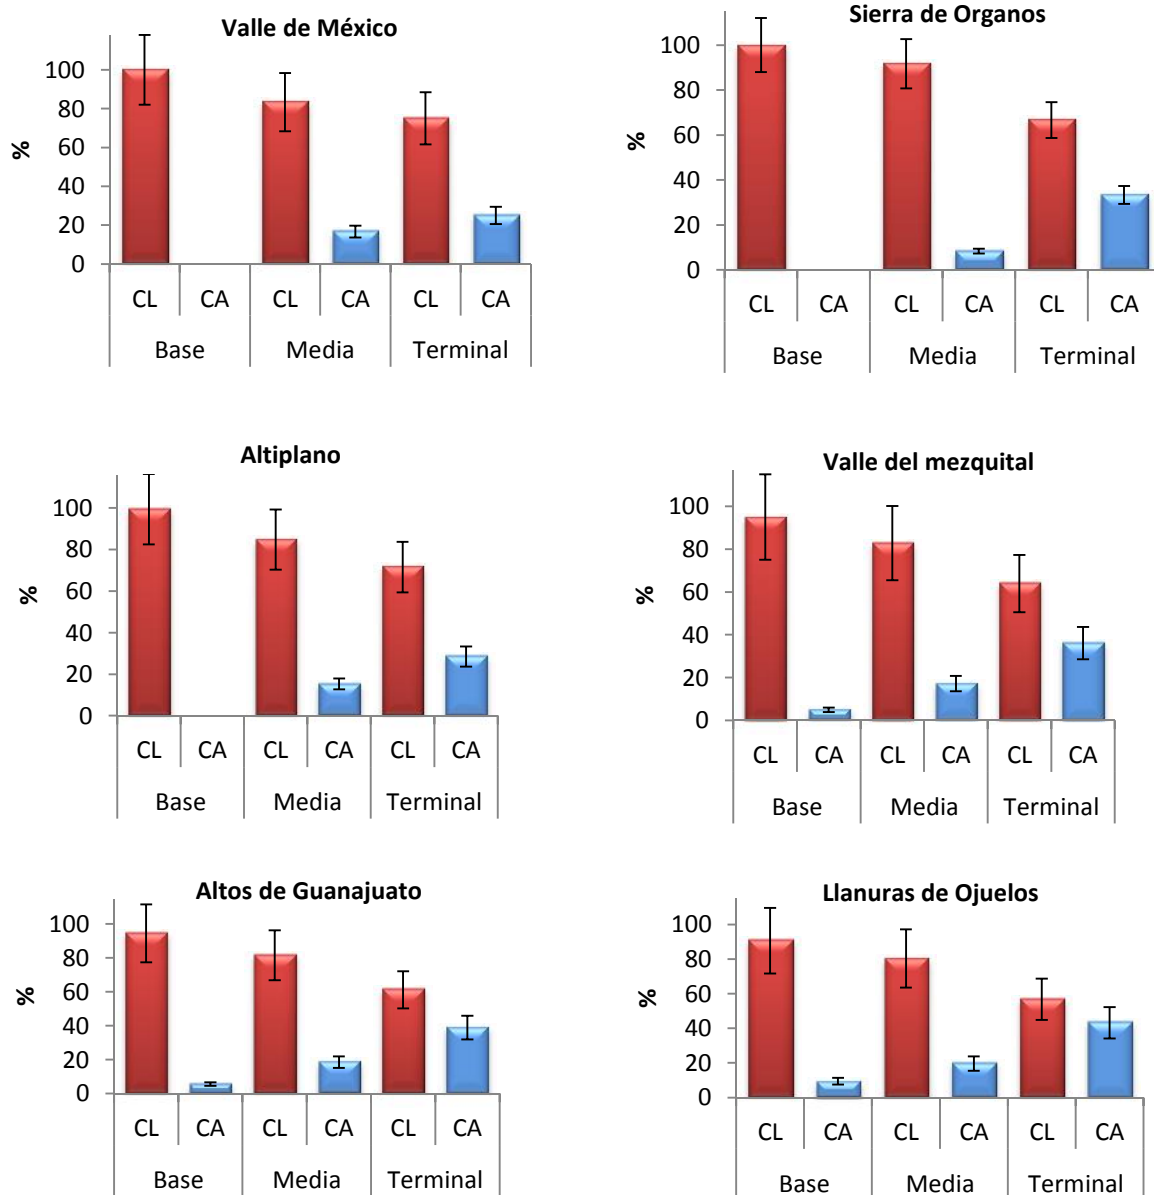 Valle de México
%
100
80
60
40
20
0
CL CA CL CA CL CA
Base Media Terminal
Sierra de Organos
%
100
80
60
40
20
0
CL CA CL CA CL CA
Base Media Terminal
Altiplano
%
100
80
60
40
20
0
CL CA CL CA CL CA
Base Media Terminal
Valle del mezquital
%
100
80
60
40
20
0
CL CA CL CA CL CA
Base Media Terminal
Altos de Guanajuato
%
100
80
60
40
20
0
CL CA CL CA CL CA
Base Media Terminal
Llanuras de Ojuelos
%
100
80
60
40
20
0
CL CA CL CA CL CA
Base Media Terminal